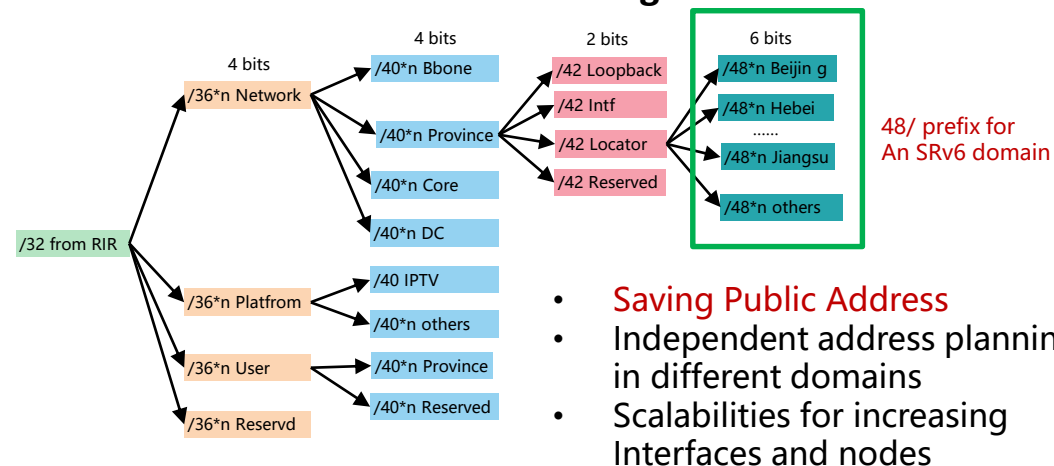 4 bits
4 bits
2 bits
6 bits
/32 from RIR
/36*n Network
/36*n Platfrom
/36*n User
/36*n Reservd
/40*n Bbone
/40*n Province
/40*n Core
/40*n DC
/40 IPTV
/40*n others
/40*n Province
/40*n Reserved
/42 Loopback
/42 Intf
/42 Locator
/42 Reserved
/48*n Beijin g
/48*n Hebei
......
/48*n Jiangsu
/48*n others
48/ prefix for
An SRv6 domain
• Saving Public Address
• Independent address plannin
in different domains
• Scalabilities for increasing
Interfaces and nodes